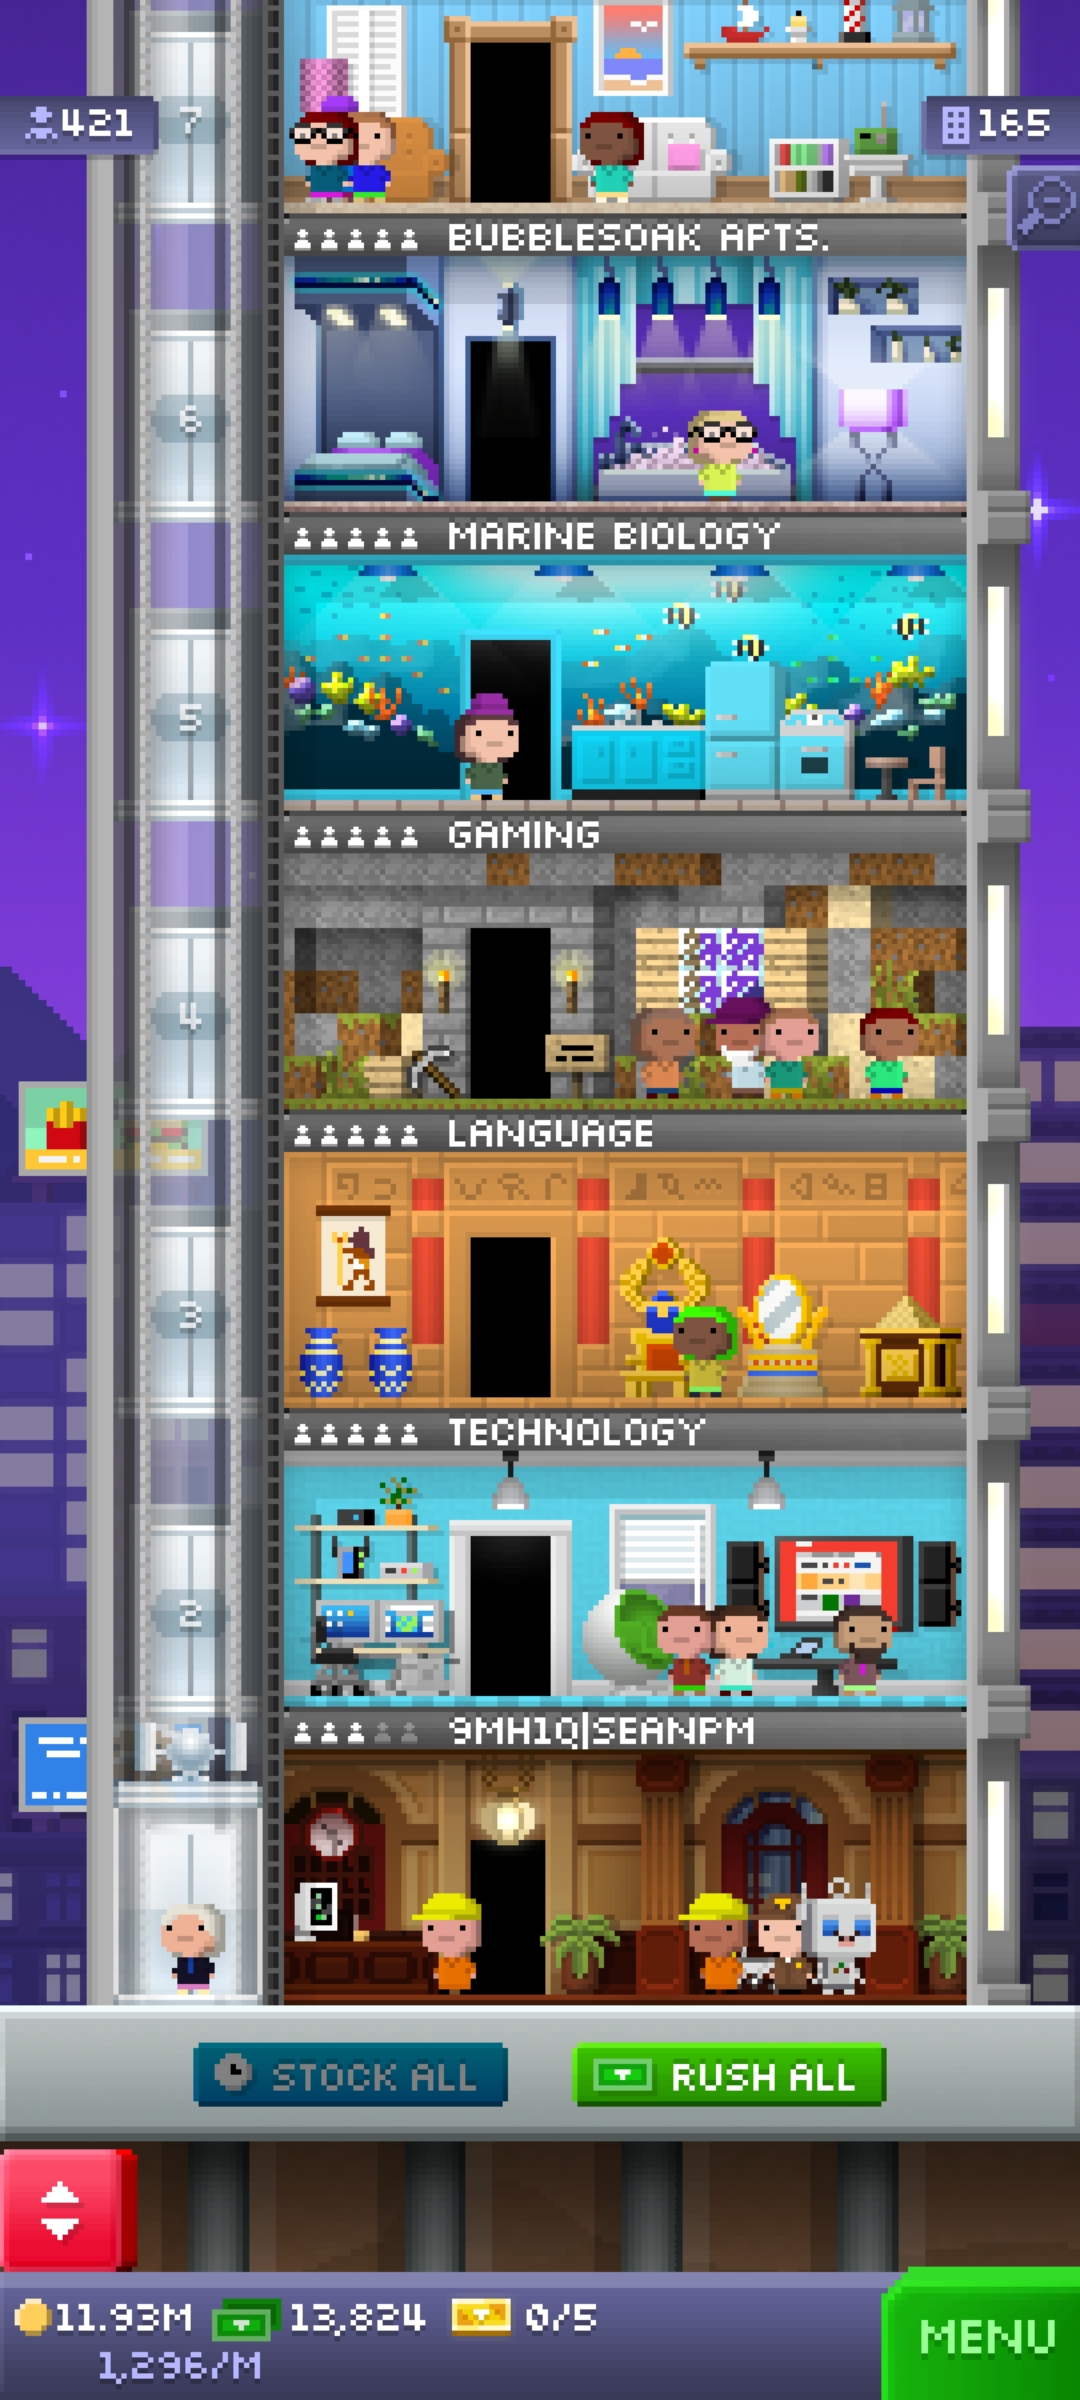 7
421
165
BUBBLESOAK APTS.
6
MARINE BIOLOGY
5
GAMING
4
LANGUAGE
3
TECHNOLOGY
2
9MH1Q|SEANPM
STOCK ALL
RUSH ALL
11.93M
13,824
0/5
1,296/M
MENU